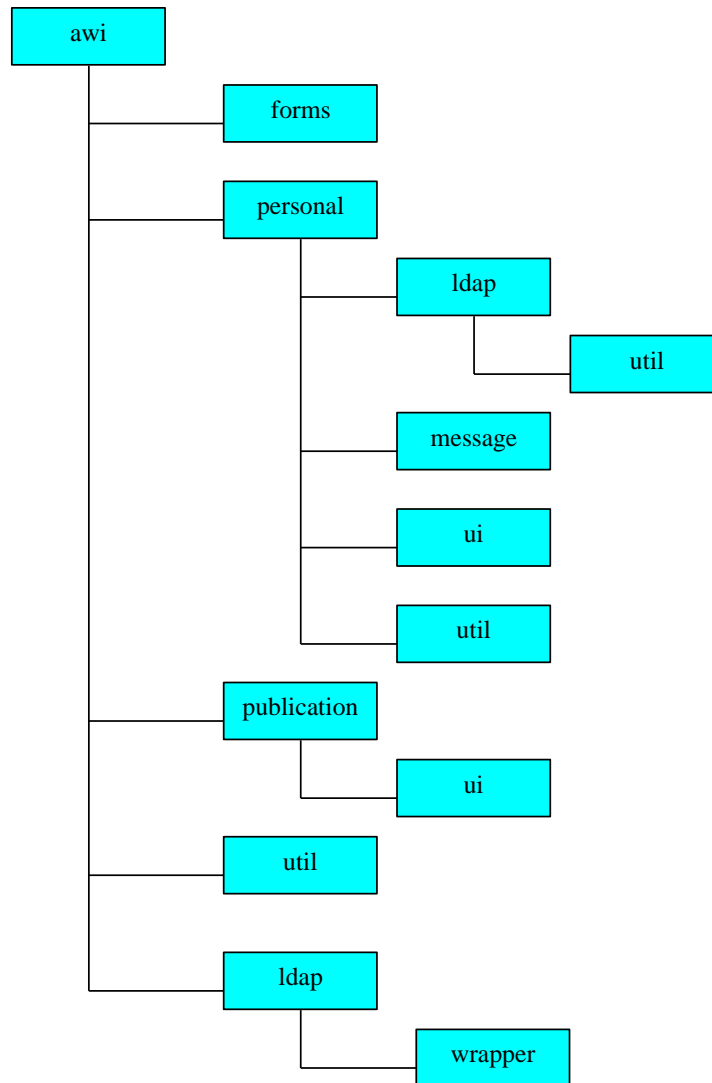 awi
forms
personal
ldap
util
message
ui
util
publication
ui
util
ldap
wrapper